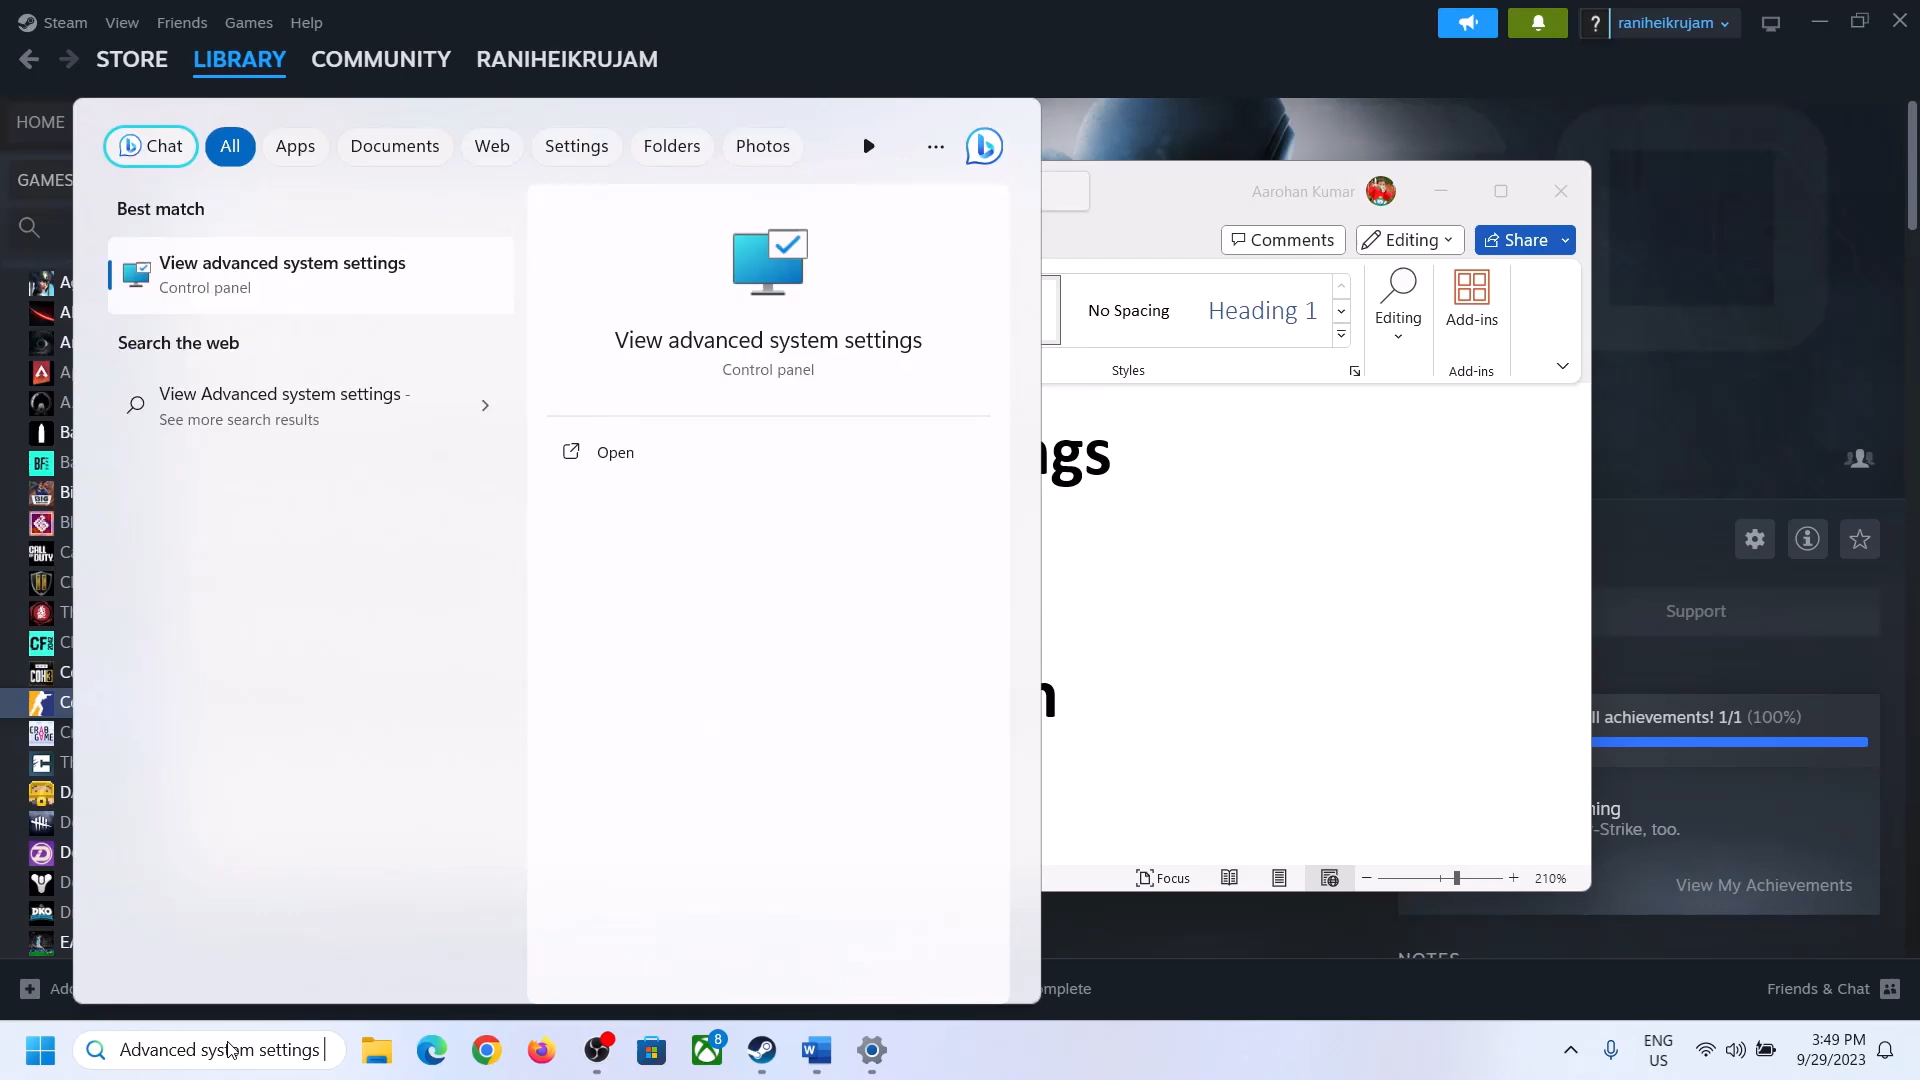 Steam View Friends Games Help
raniheikrujam
STORE LIBRARY COMMUNITY RANIHEIKRUJAM
HOME
GAMES
Chat All Apps Documents Web Settings Folders Photos
Best match
View advanced system settings
Control panel
Search the web
View Advanced system settings -
See more search results
View advanced system settings
Control panel
Open
Aarohan Kumar
Comments Editing Share
No Spacing Heading 1
Editing
Add-ins
Styles
Add-ins
ngs
n
Focus
210%
Support
ll achievements! 1/1 (100%)
-Strike, too.
View My Achievements
NOTES
Friends & Chat
Advanced system settings
8
ENG
US
3:49 PM
9/29/2023